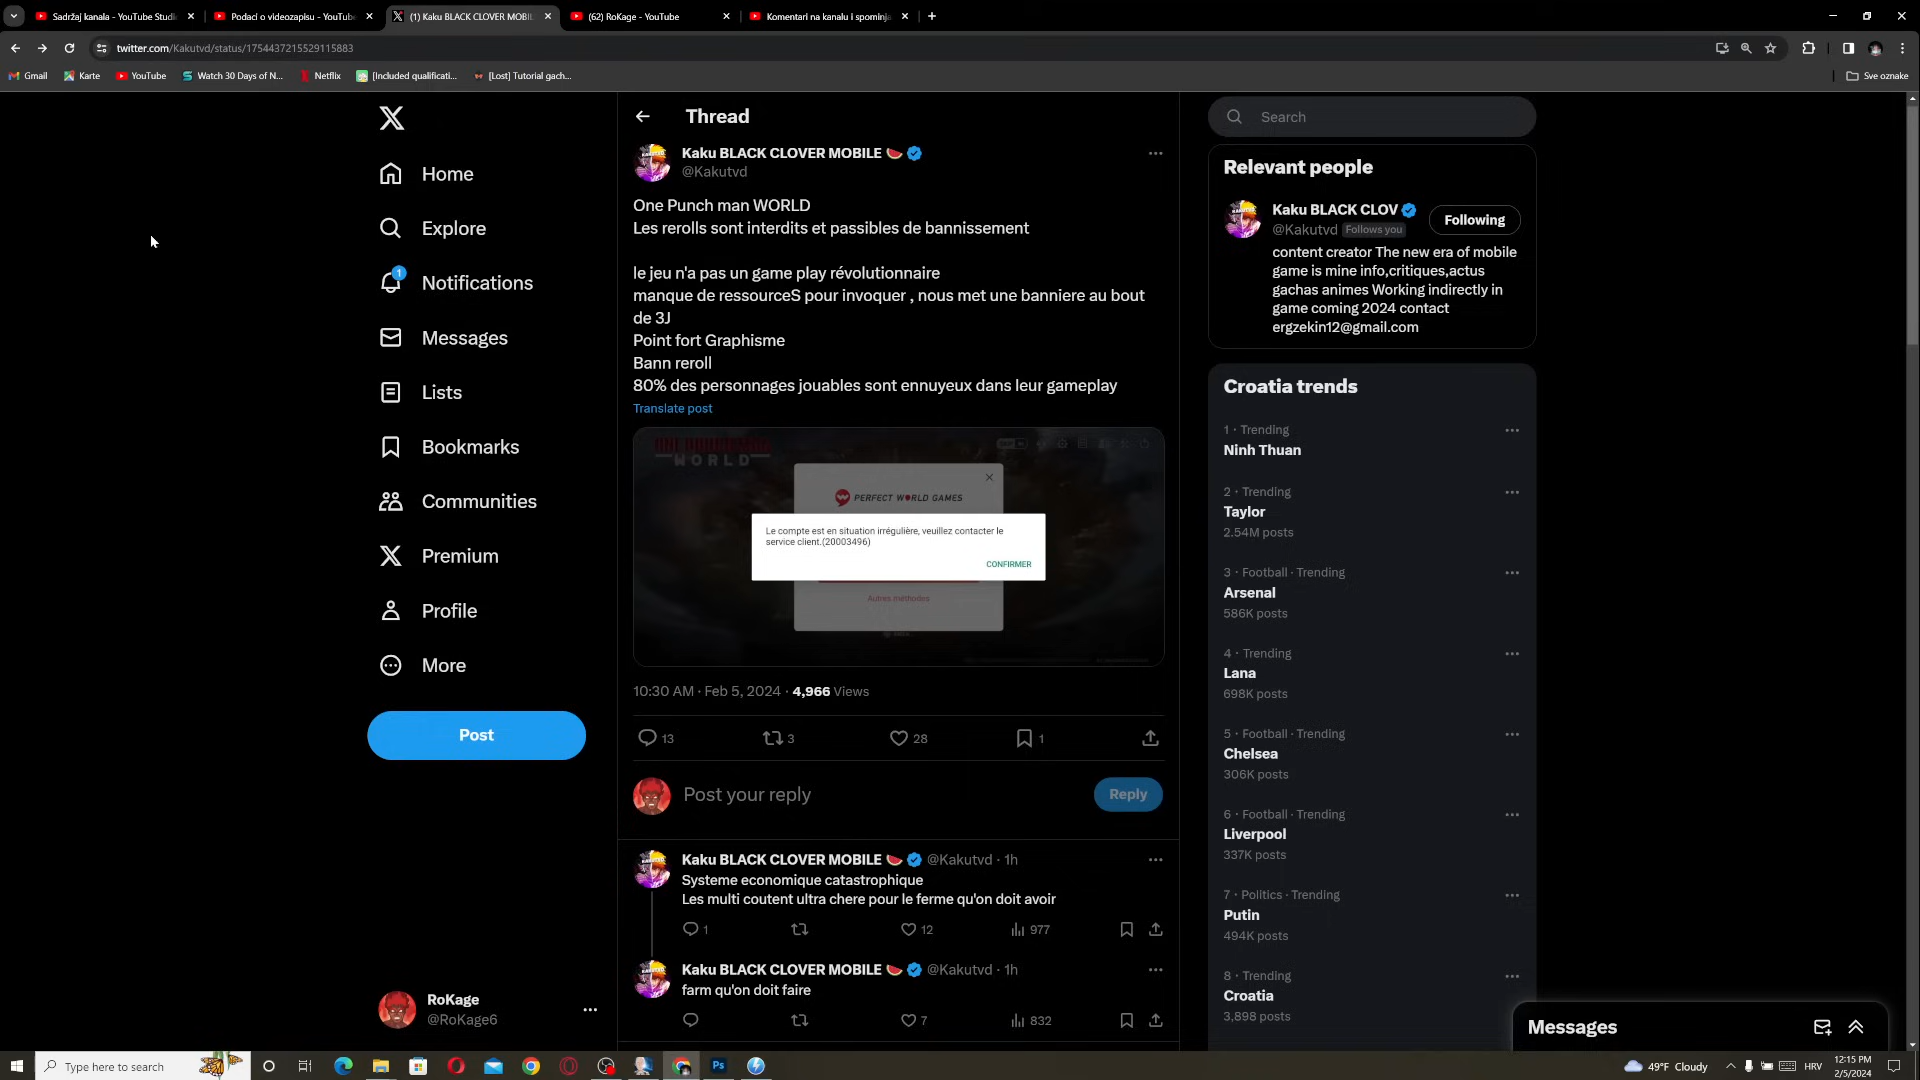 Sadržaj kanala - YouTube Studi
Podaci o videozapisu - YouTube
(1) Kaku BLACK CLOVER MOBIL
(62) RoKage - YouTube
Komentari na kanalu i spominja
twitter.com/Kakutvd/status/1754437215529115883
Gmail
Karte
YouTube
Watch 30 Days of N...
Netflix
[Included qualificati...
[Lost] Tutorial gach...
Sve oznake
Home
Explore
1
Notifications
Messages
Lists
Bookmarks
Communities
Premium
Profile
More
Post
RoKage
@RoKage6
Thread
Kaku BLACK CLOVER MOBILE
@Kakutvd
One Punch man WORLD
Les rerolls sont interdits et passibles de bannissement
le jeu n'a pas un game play révolutionnaire
manque de ressourceS pour invoquer , nous met une banniere au bout
de 3J
Point fort Graphisme
Bann reroll
80% des personnages jouables sont ennuyeux dans leur gameplay
Translate post
WORLD
PERFECT WORLD GAMES
Le compte est en situation irrégulière, veuillez contacter le
service client.(20003496)
CONFIRMER
Autres méthodes
10:30 AM · Feb 5, 2024 · 4,966 Views
13 3 28 1
Post your reply
Reply
Kaku BLACK CLOVER MOBILE @Kakutvd · 1h
Systeme economique catastrophique
Les multi coutent ultra chere pour le ferme qu'on doit avoir
1 12 977
Kaku BLACK CLOVER MOBILE @Kakutvd · 1h
farm qu'on doit faire
7 832
Search
Relevant people
Kaku BLACK CLOV
@Kakutvd Follows you
Following
content creator The new era of mobile
game is mine info,critiques,actus
gachas animes Working indirectly in
game coming 2024 contact
ergzekin12@gmail.com
Croatia trends
1 · Trending
Ninh Thuan
2 · Trending
Taylor
2.54M posts
3 · Football · Trending
Arsenal
586K posts
4 · Trending
Lana
698K posts
5 · Football · Trending
Chelsea
306K posts
6 · Football · Trending
Liverpool
337K posts
7 · Politics · Trending
Putin
494K posts
8 · Trending
Croatia
3,898 posts
Messages
Type here to search
Ps
49°F Cloudy
HRV
12:15 PM
2/5/2024